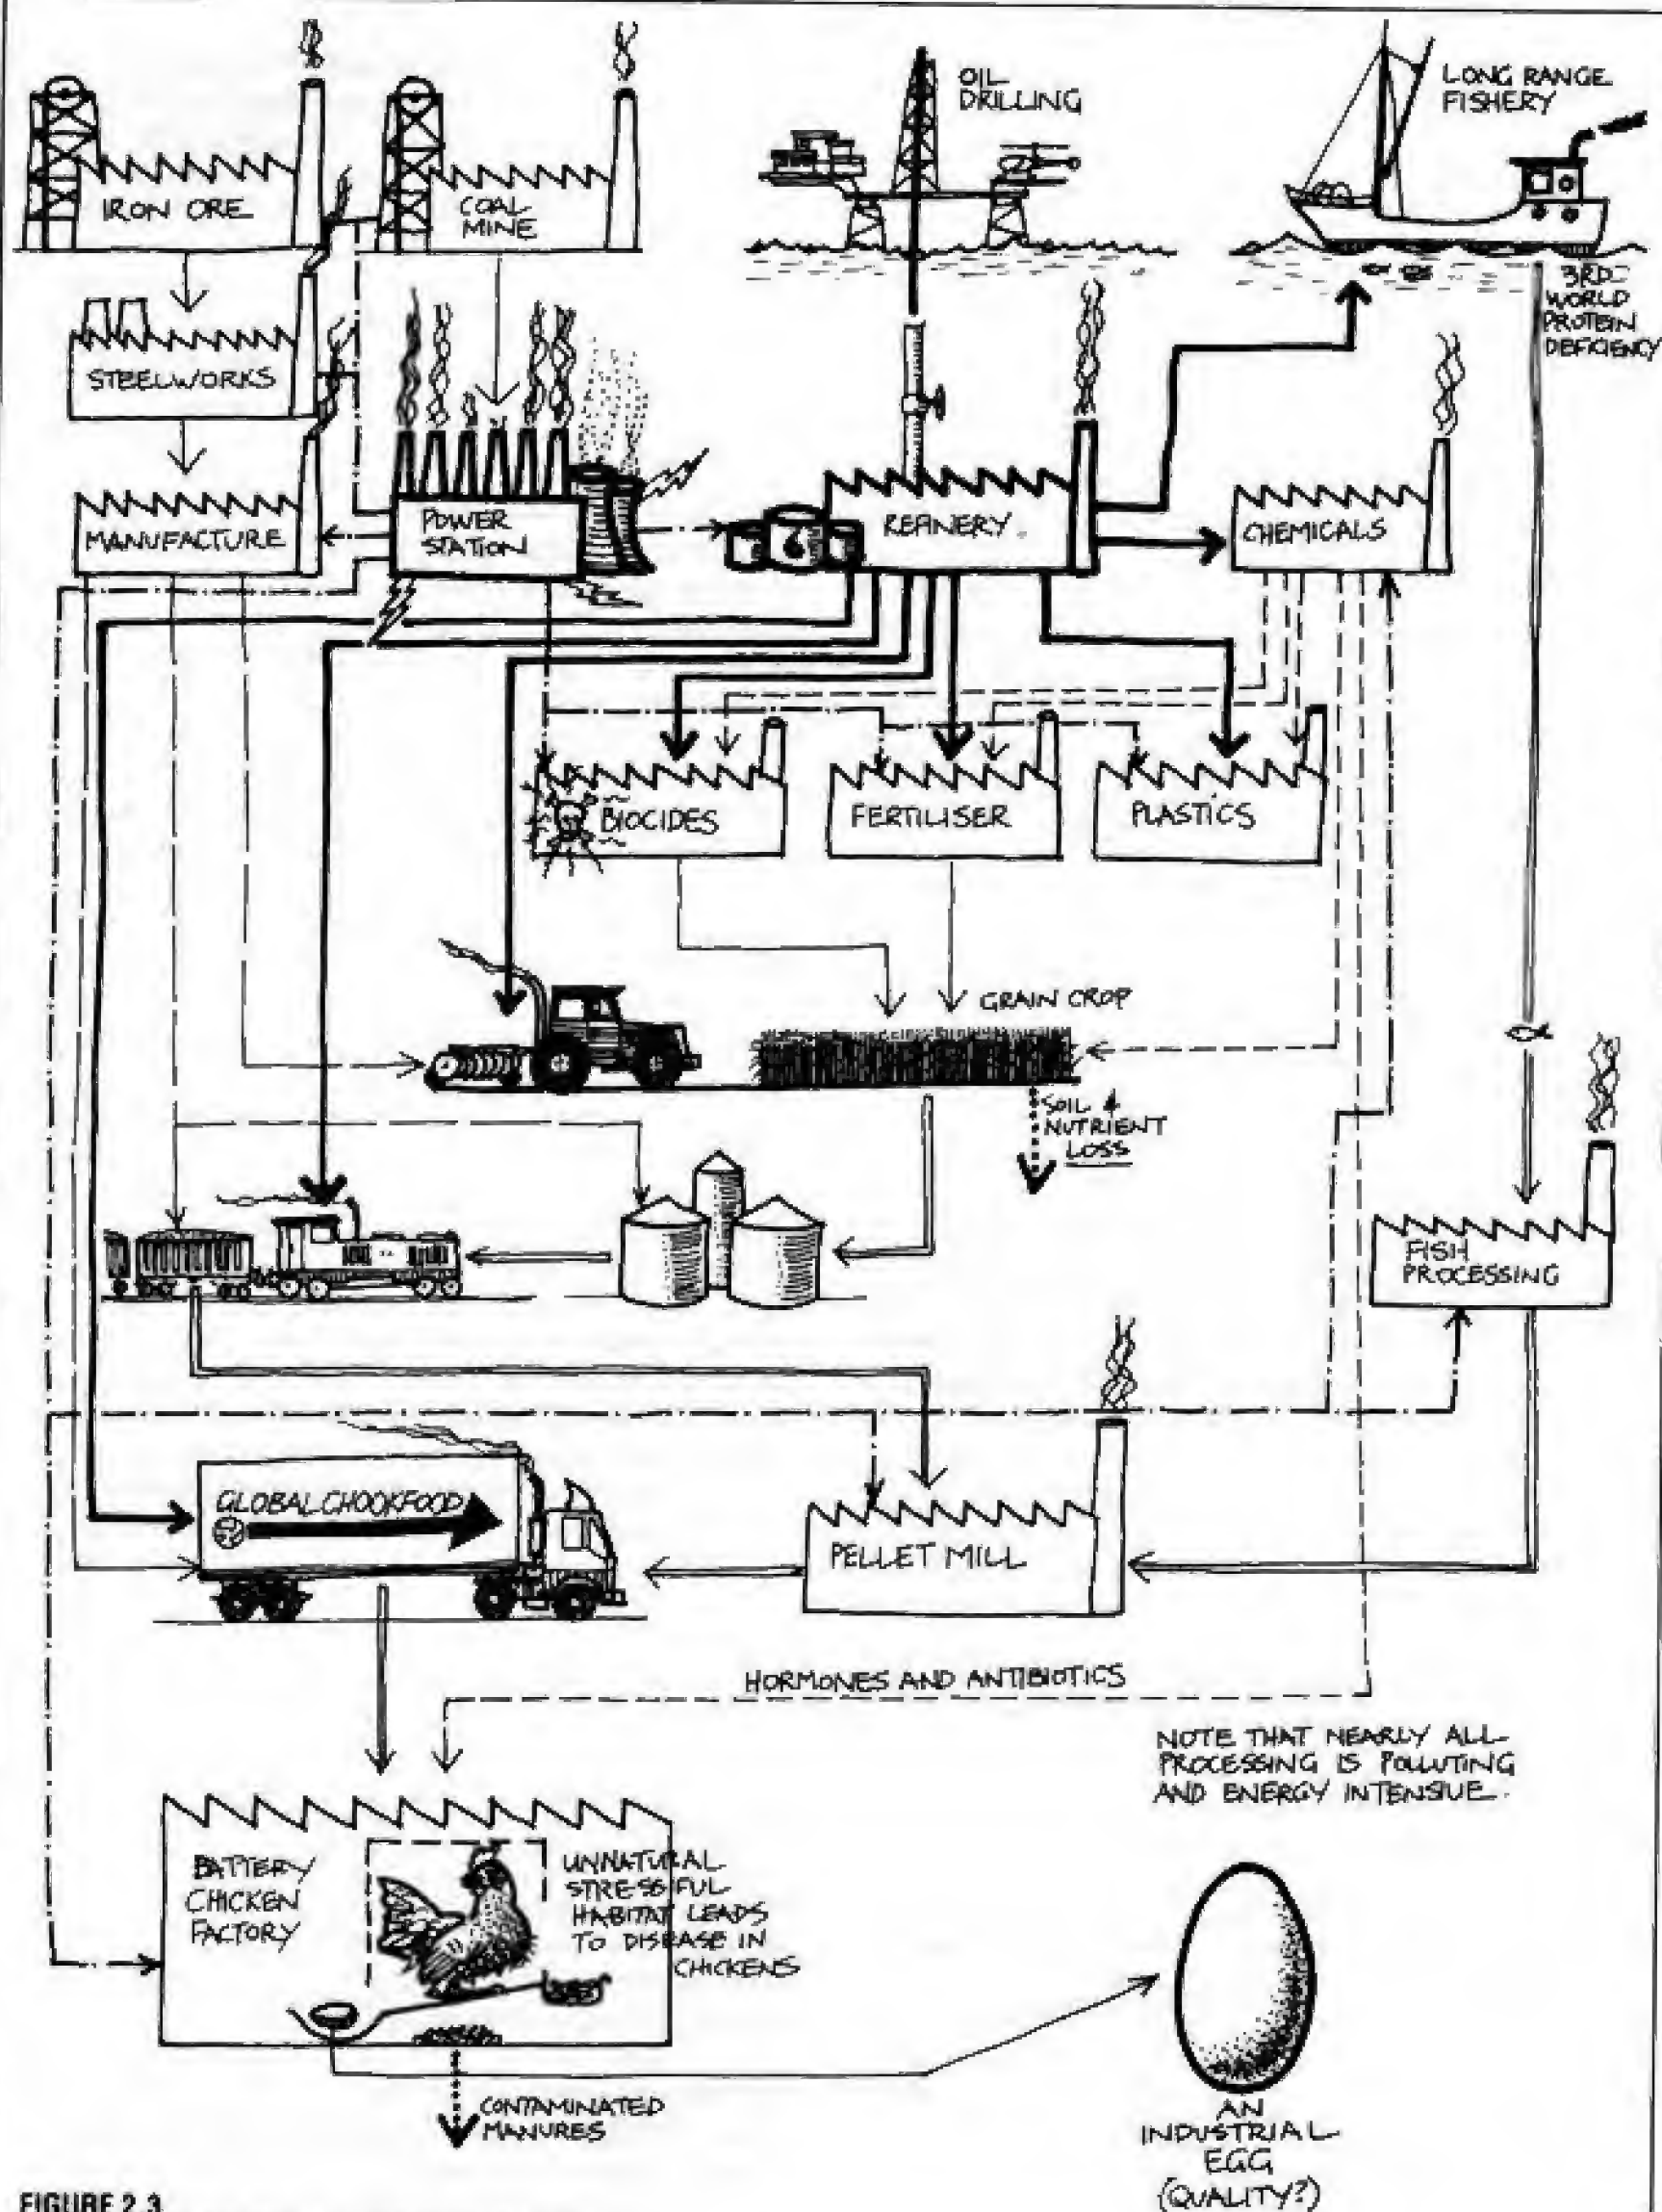 OIL
DRILLING
LONG RANGE
FISHERY
IRON ORE
COAL
MINE
3RD
WORLD
PROTEIN
DEFICIENCY
STEELWORKS
MANUFACTURE
POWER
STATION
REFINERY.
CHEMICALS
BIOCIDES
FERTILISER
PLASTICS
GRAIN CROP
SOIL &
NUTRIENT
LOSS
FISH
PROCESSING
GLOBAL CHOOKFOOD
PELLET MILL
HORMONES AND ANTIBIOTICS
NOTE THAT NEARLY ALL
PROCESSING IS POLLUTING
AND ENERGY INTENSIVE.
BATTERY
CHICKEN
FACTORY
UNNATURAL
STRESSFUL
HABITAT LEADS
TO DISEASE IN
CHICKENS
CONTAMINATED
MANURES
AN
INDUSTRIAL
EGG
(QUALITY?)
FIGURE 2.3